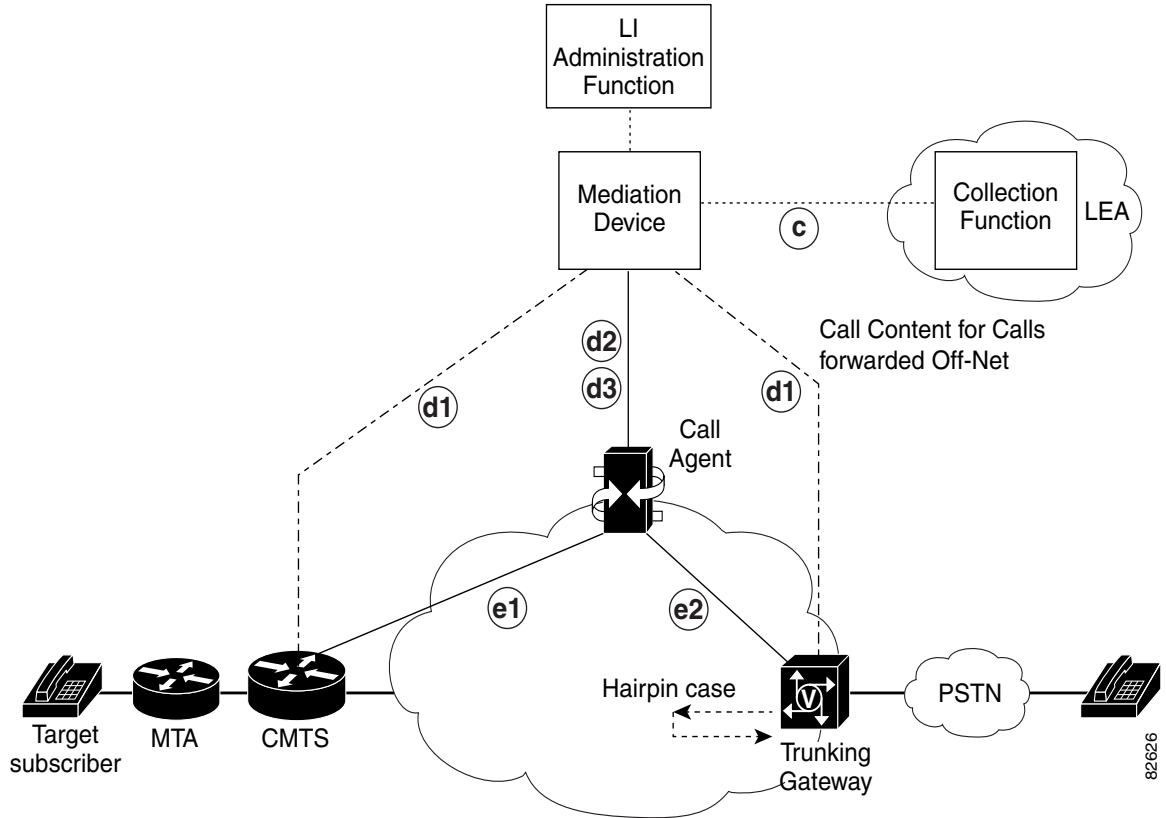 LI
Administration
Function
Mediation
Device
Collection
Function
LEA
c
Call Content for Calls
forwarded Off-Net
d2
d3
d1
d1
Call
Agent
e1
e2
Hairpin case
V
PSTN
Target
subscriber
MTA
CMTS
Trunking
Gateway
82626